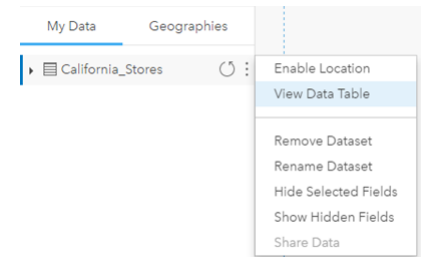 My Data Geographies
California_Stores
Enable Location
View Data Table
Remove Dataset
Rename Dataset
Hide Selected Fields
Show Hidden Fields
Share Data